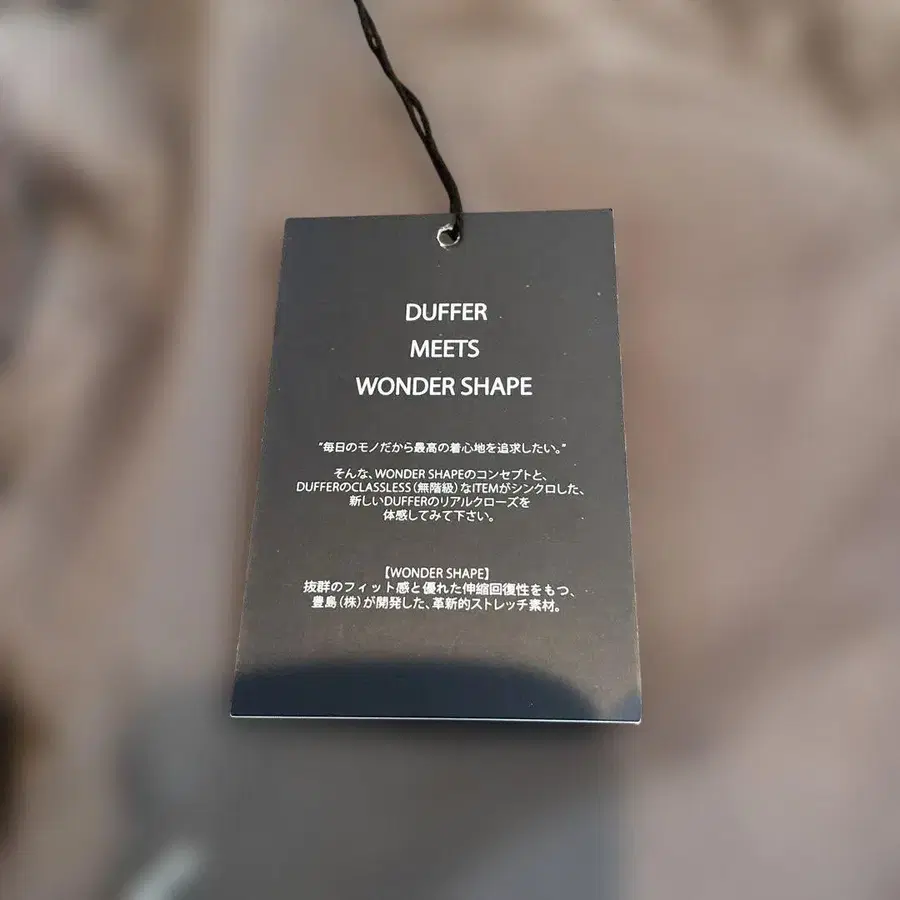 DUFFER
MEETS
WONDER SHAPE
“毎日のモノだから最高の着心地を追求したい。”
そんな、WONDER SHAPEのコンセプトと、
DUFFERのCLASSLESS（無階級）なITEMがシンクロした、
新しいDUFFERのリアルクローズを
体感してみて下さい。
【WONDER SHAPE】
抜群のフィット感と優れた伸縮回復性をもつ、
豊島（株）が開発した、革新的ストレッチ素材。